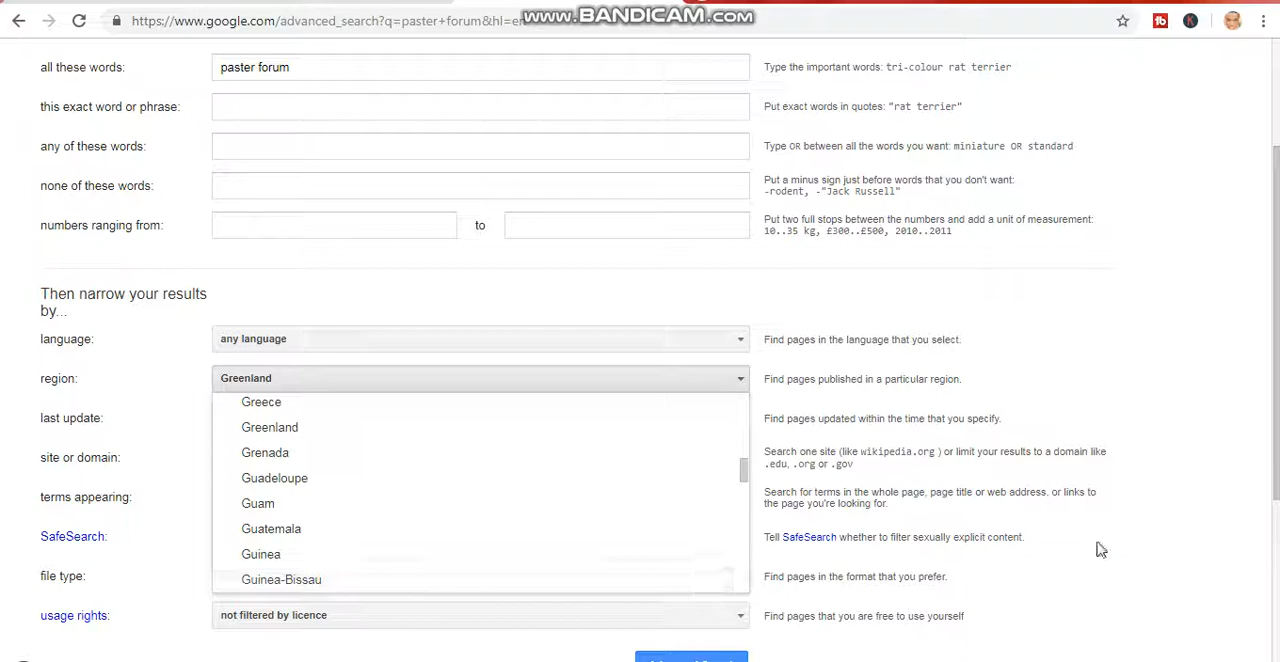 www.BANDICAM.com
https://www.google.com/advanced_search?q=paster+forum&hl=en
all these words:
paster forum
Type the important words: tri-colour rat terrier
this exact word or phrase:
Put exact words in quotes: "rat terrier"
any of these words:
Type OR between all the words you want: miniature OR standard
none of these words:
Put a minus sign just before words that you don't want:
-rodent, -"Jack Russell"
numbers ranging from:
to
Put two full stops between the numbers and add a unit of measurement:
10..35 kg, £300..£500, 2010..2011
Then narrow your results
by...
language:
any language
Find pages in the language that you select.
region:
Greenland
Find pages published in a particular region.
Greece
last update:
Greenland
Find pages updated within the time that you specify.
Grenada
site or domain:
Search one site (like wikipedia.org ) or limit your results to a domain like
.edu, .org or .gov
Guadeloupe
terms appearing:
Guam
Search for terms in the whole page, page title or web address, or links to
the page you're looking for.
Guatemala
SafeSearch:
Tell SafeSearch whether to filter sexually explicit content.
Guinea
file type:
Guinea-Bissau
Find pages in the format that you prefer.
usage rights:
not filtered by licence
Find pages that you are free to use yourself